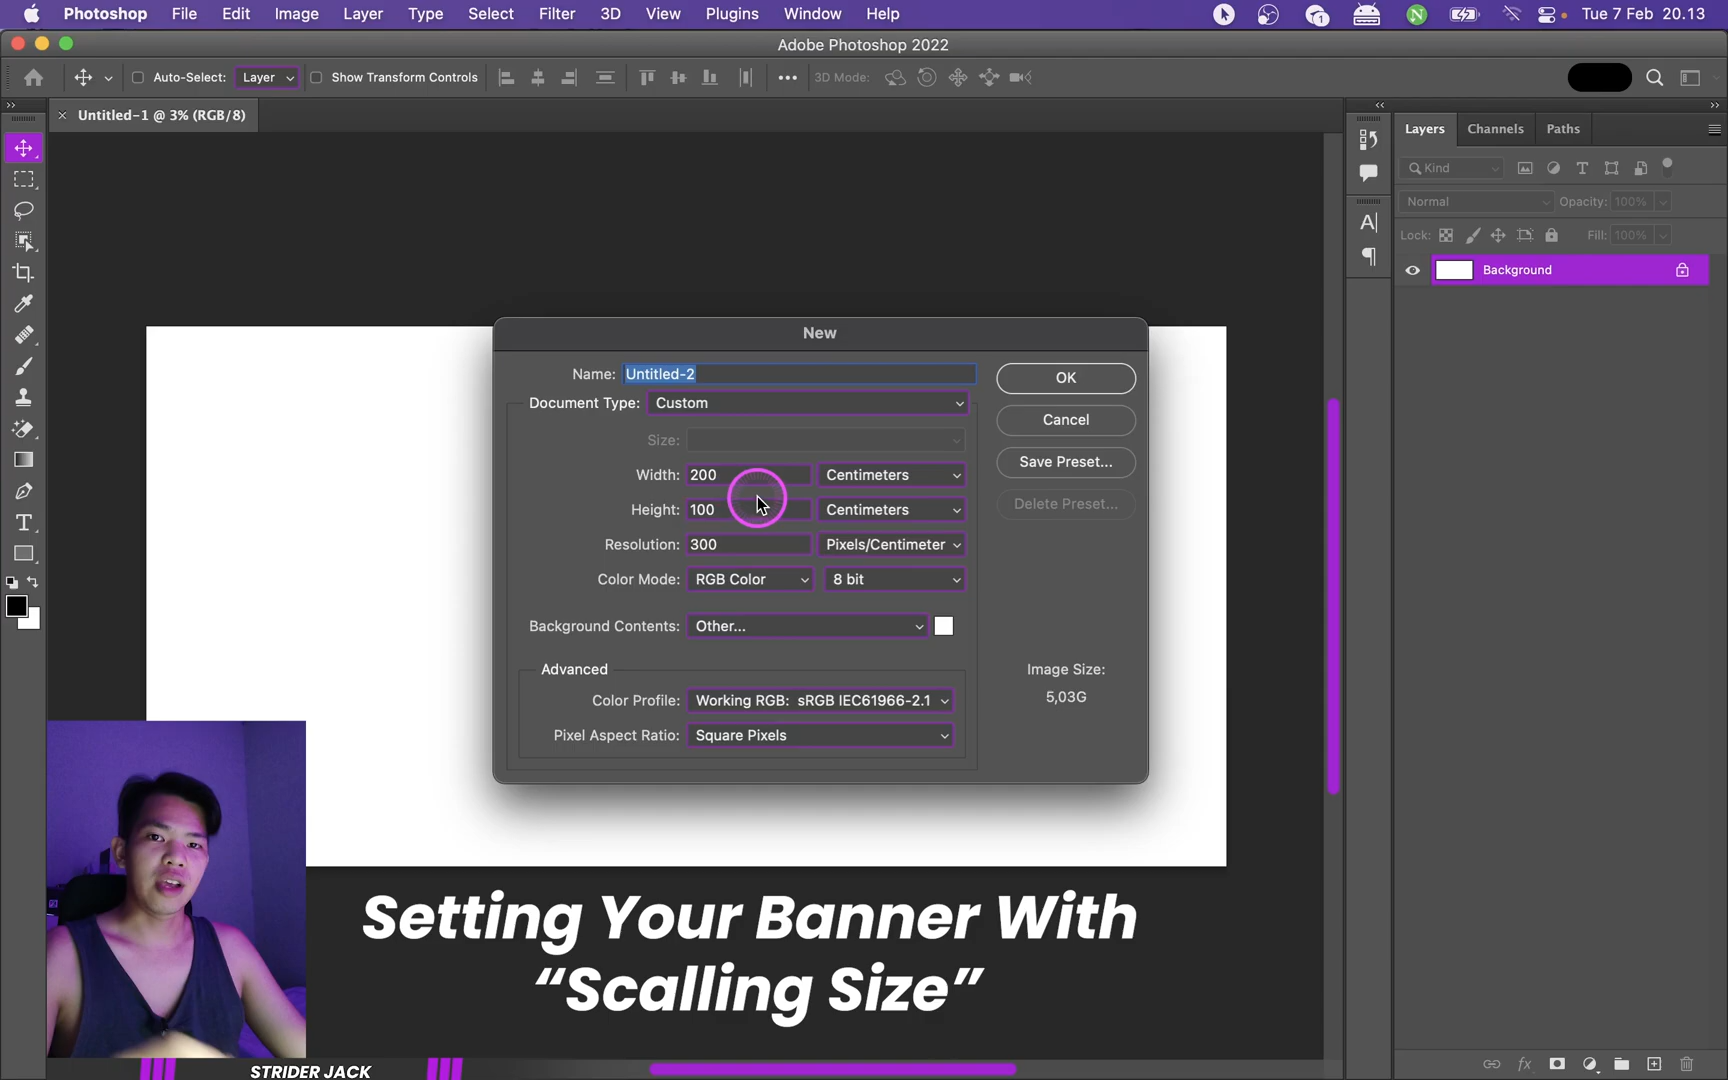 Photoshop File Edit Image Layer Type Select Filter 3D View Plugins Window Help 1 N Tue 7 Feb 20.13
Adobe Photoshop 2022
Auto-Select: Layer Show Transform Controls 3D Mode:
Untitled-1 @ 3% (RGB/8)
Layers Channels Paths
Kind
Normal Opacity: 100%
Lock: Fill: 100%
Background
New
Name: Untitled-2
Document Type: Custom
Size:
Width: 200 Centimeters
Height: 100 Centimeters
Resolution: 300 Pixels/Centimeter
Color Mode: RGB Color 8 bit
Background Contents: Other...
Advanced
Color Profile: Working RGB: sRGB IEC61966-2.1
Pixel Aspect Ratio: Square Pixels
OK
Cancel
Save Preset...
Delete Preset...
Image Size:
5,03G
Setting Your Banner With
“Scalling Size”
STRIDER JACK